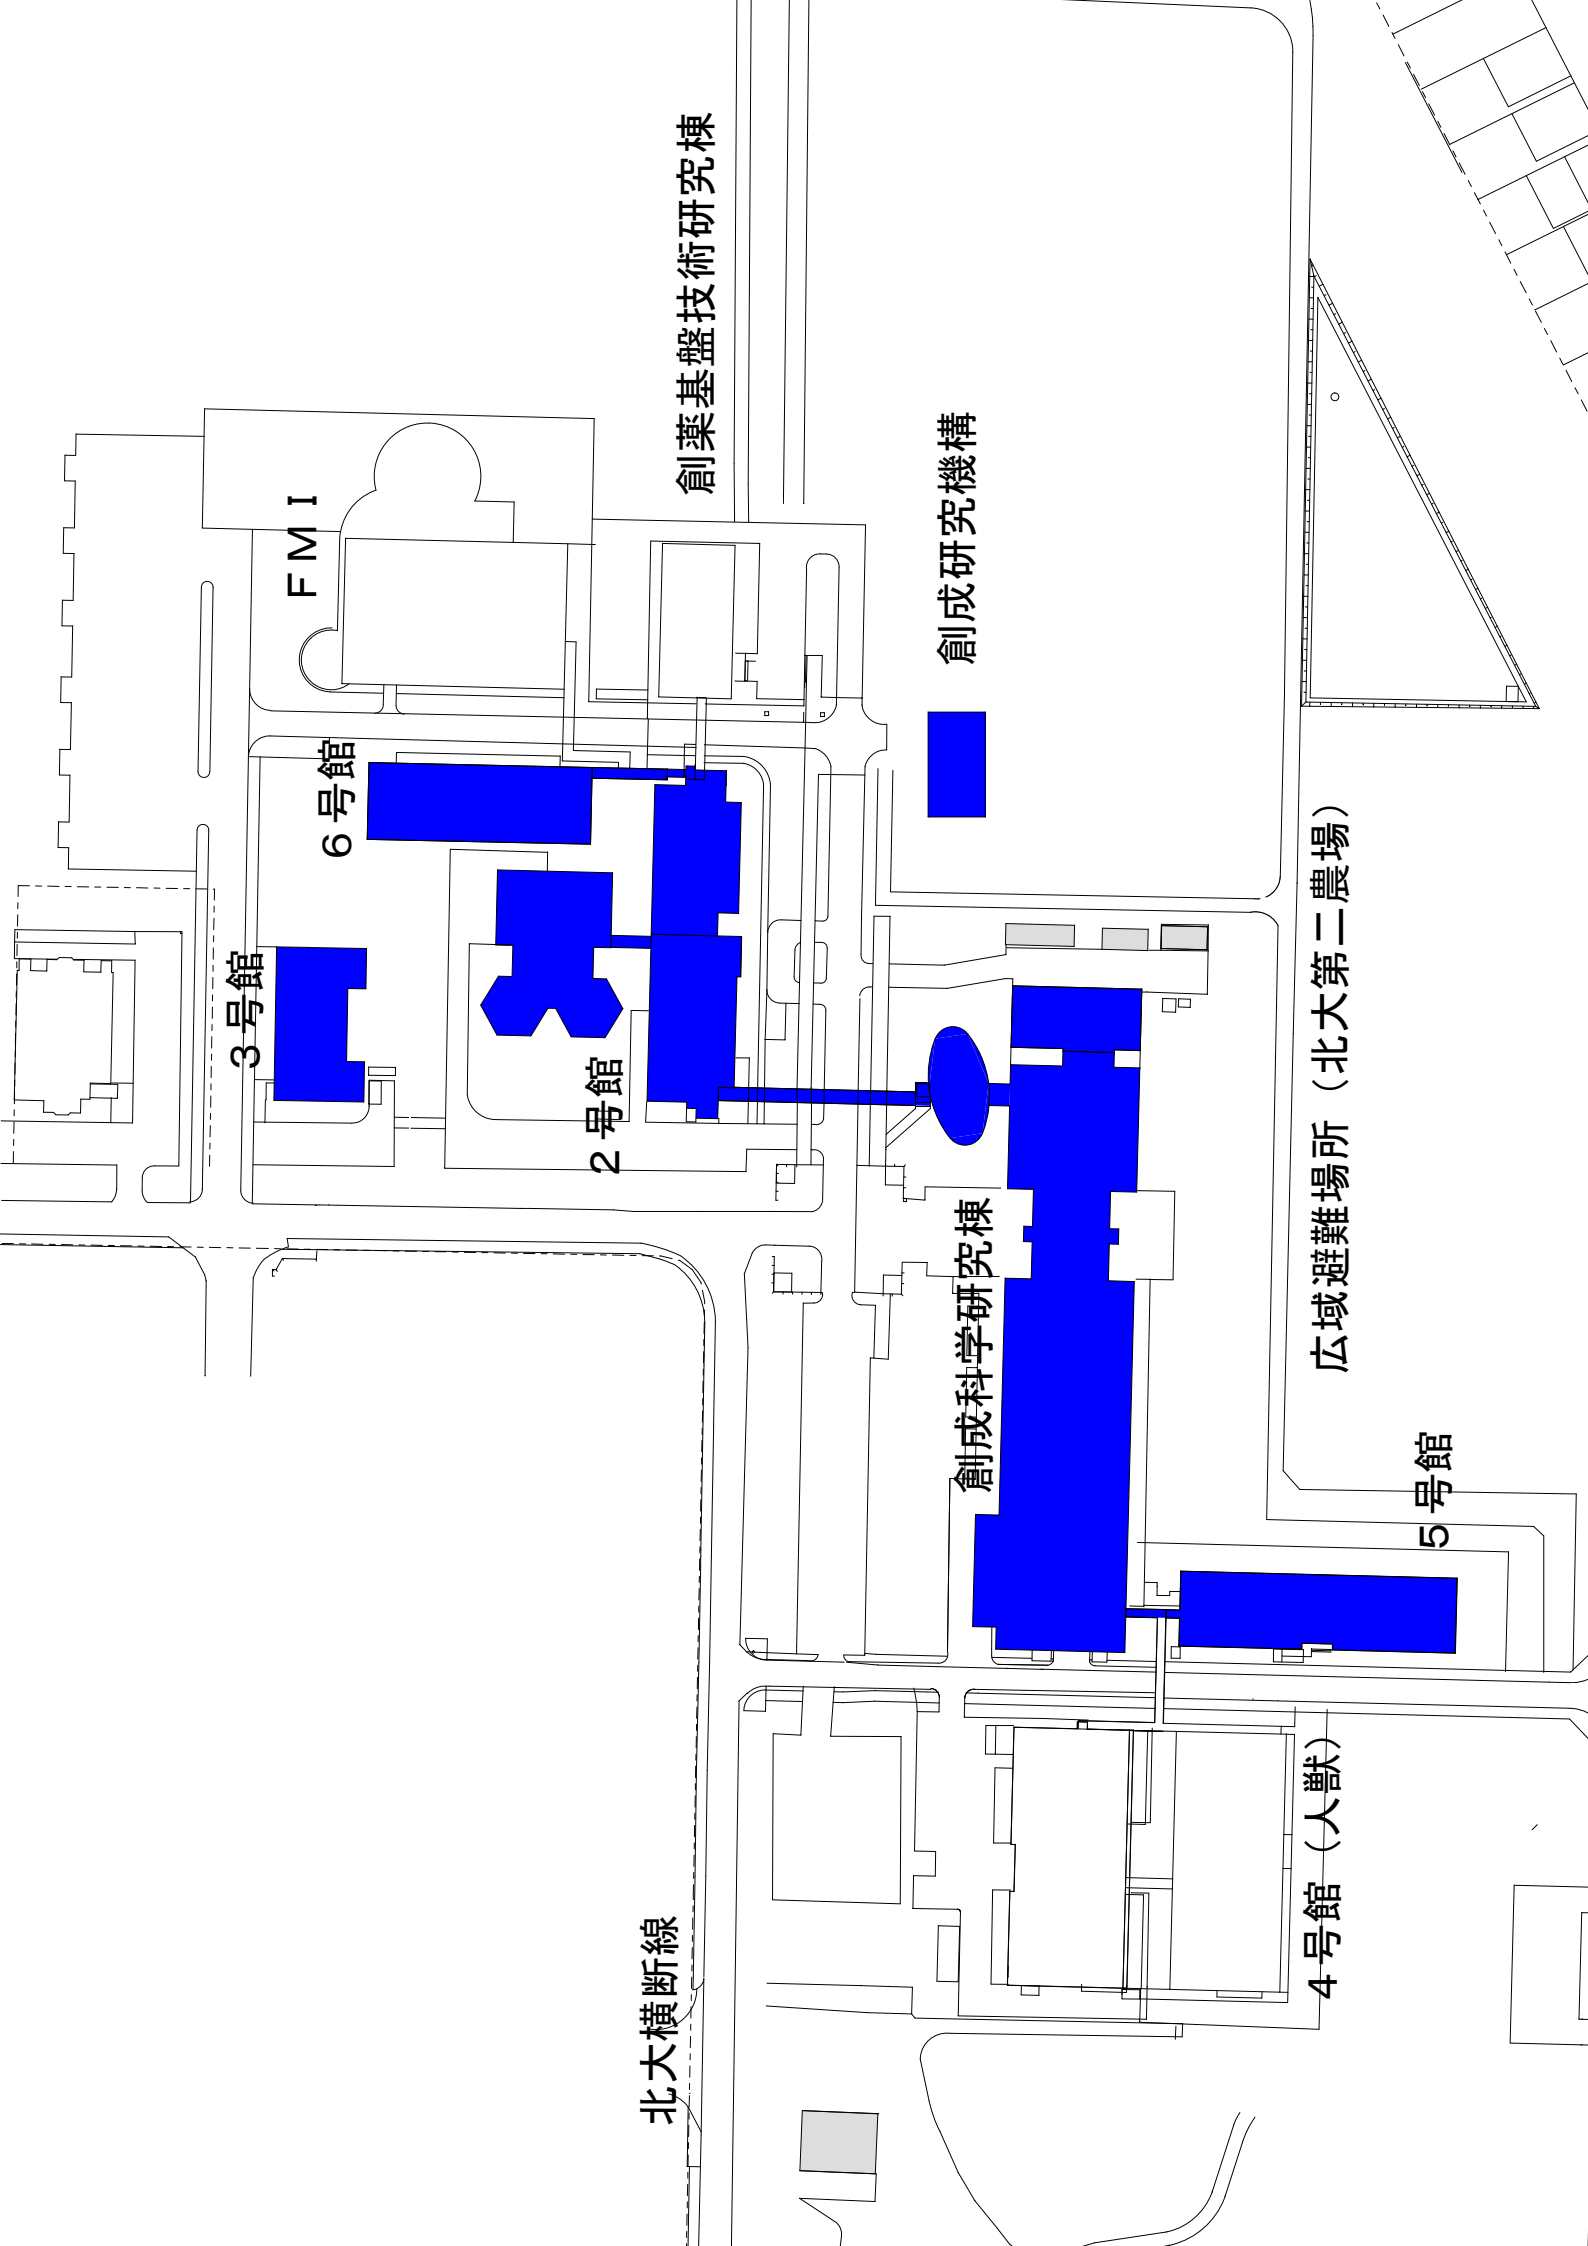 創薬基盤技術研究棟
ＦＭＩ
創成研究機構
６号館
３号館
２号館
広域避難場所（北大第二農場）
創成科学研究棟
５号館
４号館（人獣）
北大横断線